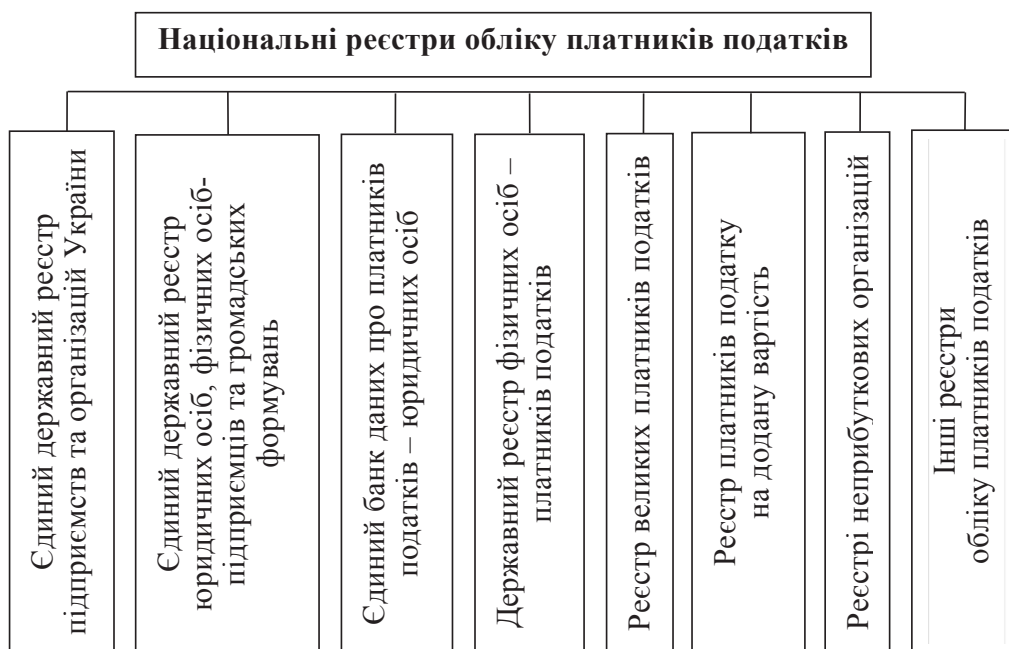 Національні реєстри обліку платників податків
Єдиний державний реєстр
підприємств та організацій України
Єдиний державний реєстр
юридичних осіб, фізичних осіб-
підприємців та громадських
формувань
Єдиний банк даних про платників
податків – юридичних осіб
Державний реєстр фізичних осіб –
платників податків
Реєстр великих платників податків
Реєстр платників податку
на додану вартість
Реєстрі неприбуткових організацій
Інші реєстри
обліку платників податків